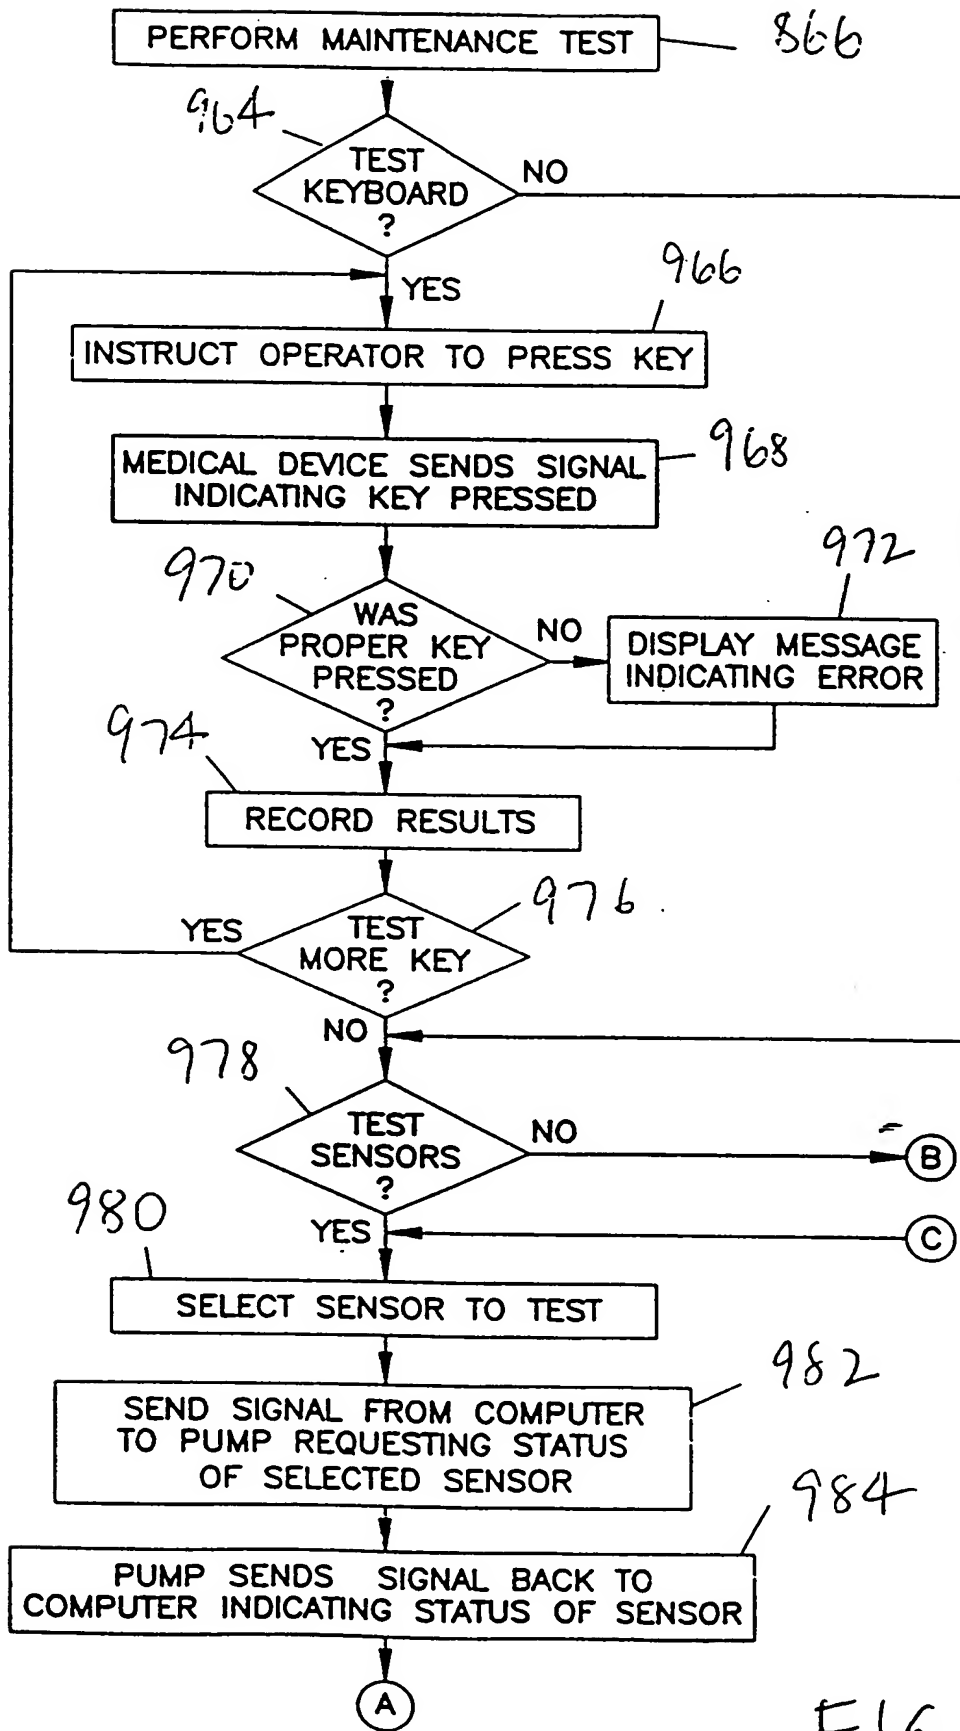 PERFORM MAINTENANCE TEST
866
964
TEST
KEYBOARD
?
NO
YES
966
INSTRUCT OPERATOR TO PRESS KEY
968
MEDICAL DEVICE SENDS SIGNAL
INDICATING KEY PRESSED
970
WAS
PROPER KEY
PRESSED
?
NO
972
DISPLAY MESSAGE
INDICATING ERROR
YES
974
RECORD RESULTS
976
TEST
MORE KEY
?
YES
NO
978
TEST
SENSORS
?
NO
B
YES
C
980
SELECT SENSOR TO TEST
982
SEND SIGNAL FROM COMPUTER
TO PUMP REQUESTING STATUS
OF SELECTED SENSOR
984
PUMP SENDS SIGNAL BACK TO
COMPUTER INDICATING STATUS OF SENSOR
A